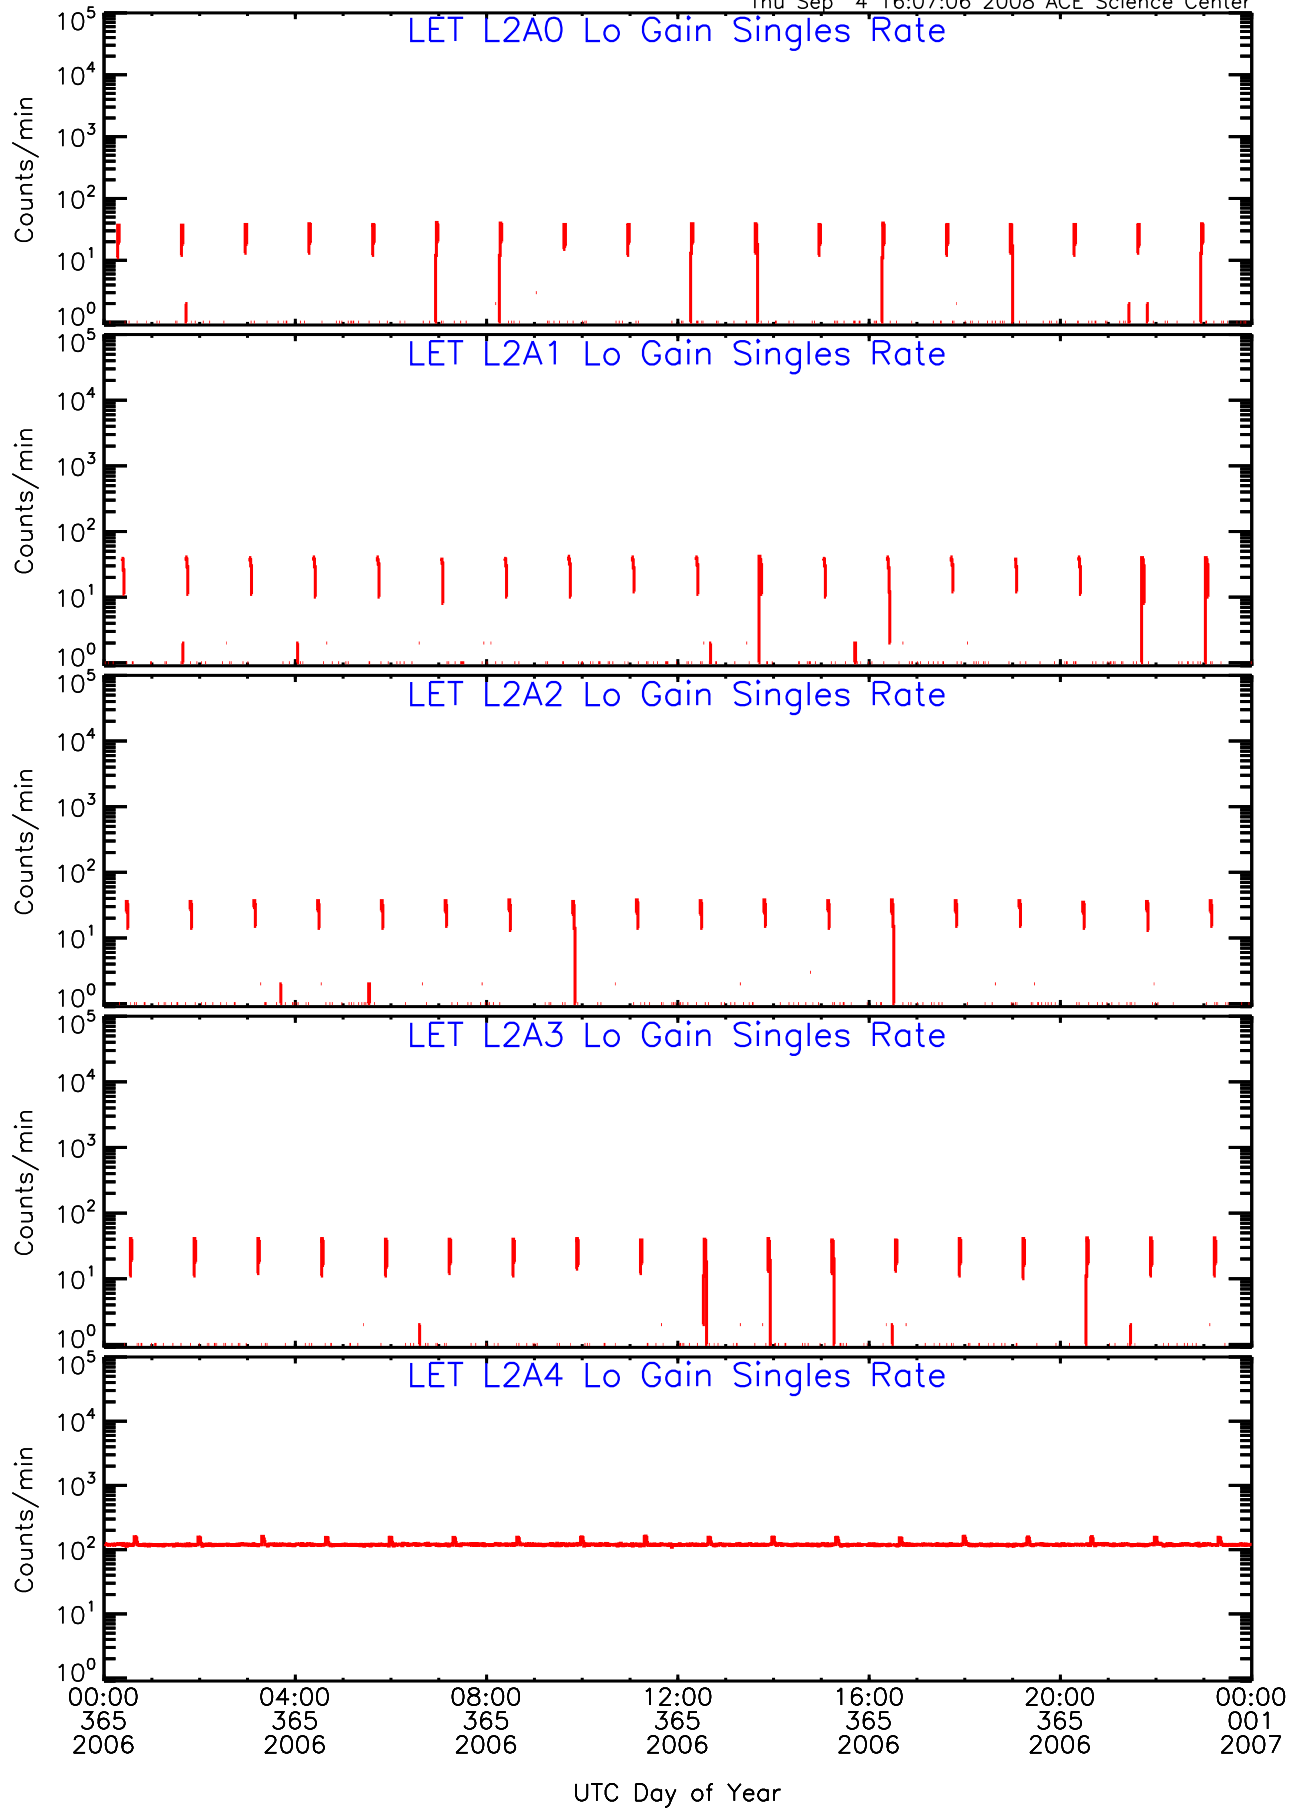 Thu Sep 4 16:07:06 2008 ACE Science Center
LET L2A0 Lo Gain Singles Rate
10^5
10^4
10^3
10^2
10^1
10^0
Counts/min
LET L2A1 Lo Gain Singles Rate
10^5
10^4
10^3
10^2
10^1
10^0
Counts/min
LET L2A2 Lo Gain Singles Rate
10^5
10^4
10^3
10^2
10^1
10^0
Counts/min
LET L2A3 Lo Gain Singles Rate
10^5
10^4
10^3
10^2
10^1
10^0
Counts/min
LET L2A4 Lo Gain Singles Rate
10^5
10^4
10^3
10^2
10^1
10^0
Counts/min
00:00 04:00 08:00 12:00 16:00 20:00 00:00
365 365 365 365 365 365 001
2006 2006 2006 2006 2006 2006 2007
UTC Day of Year